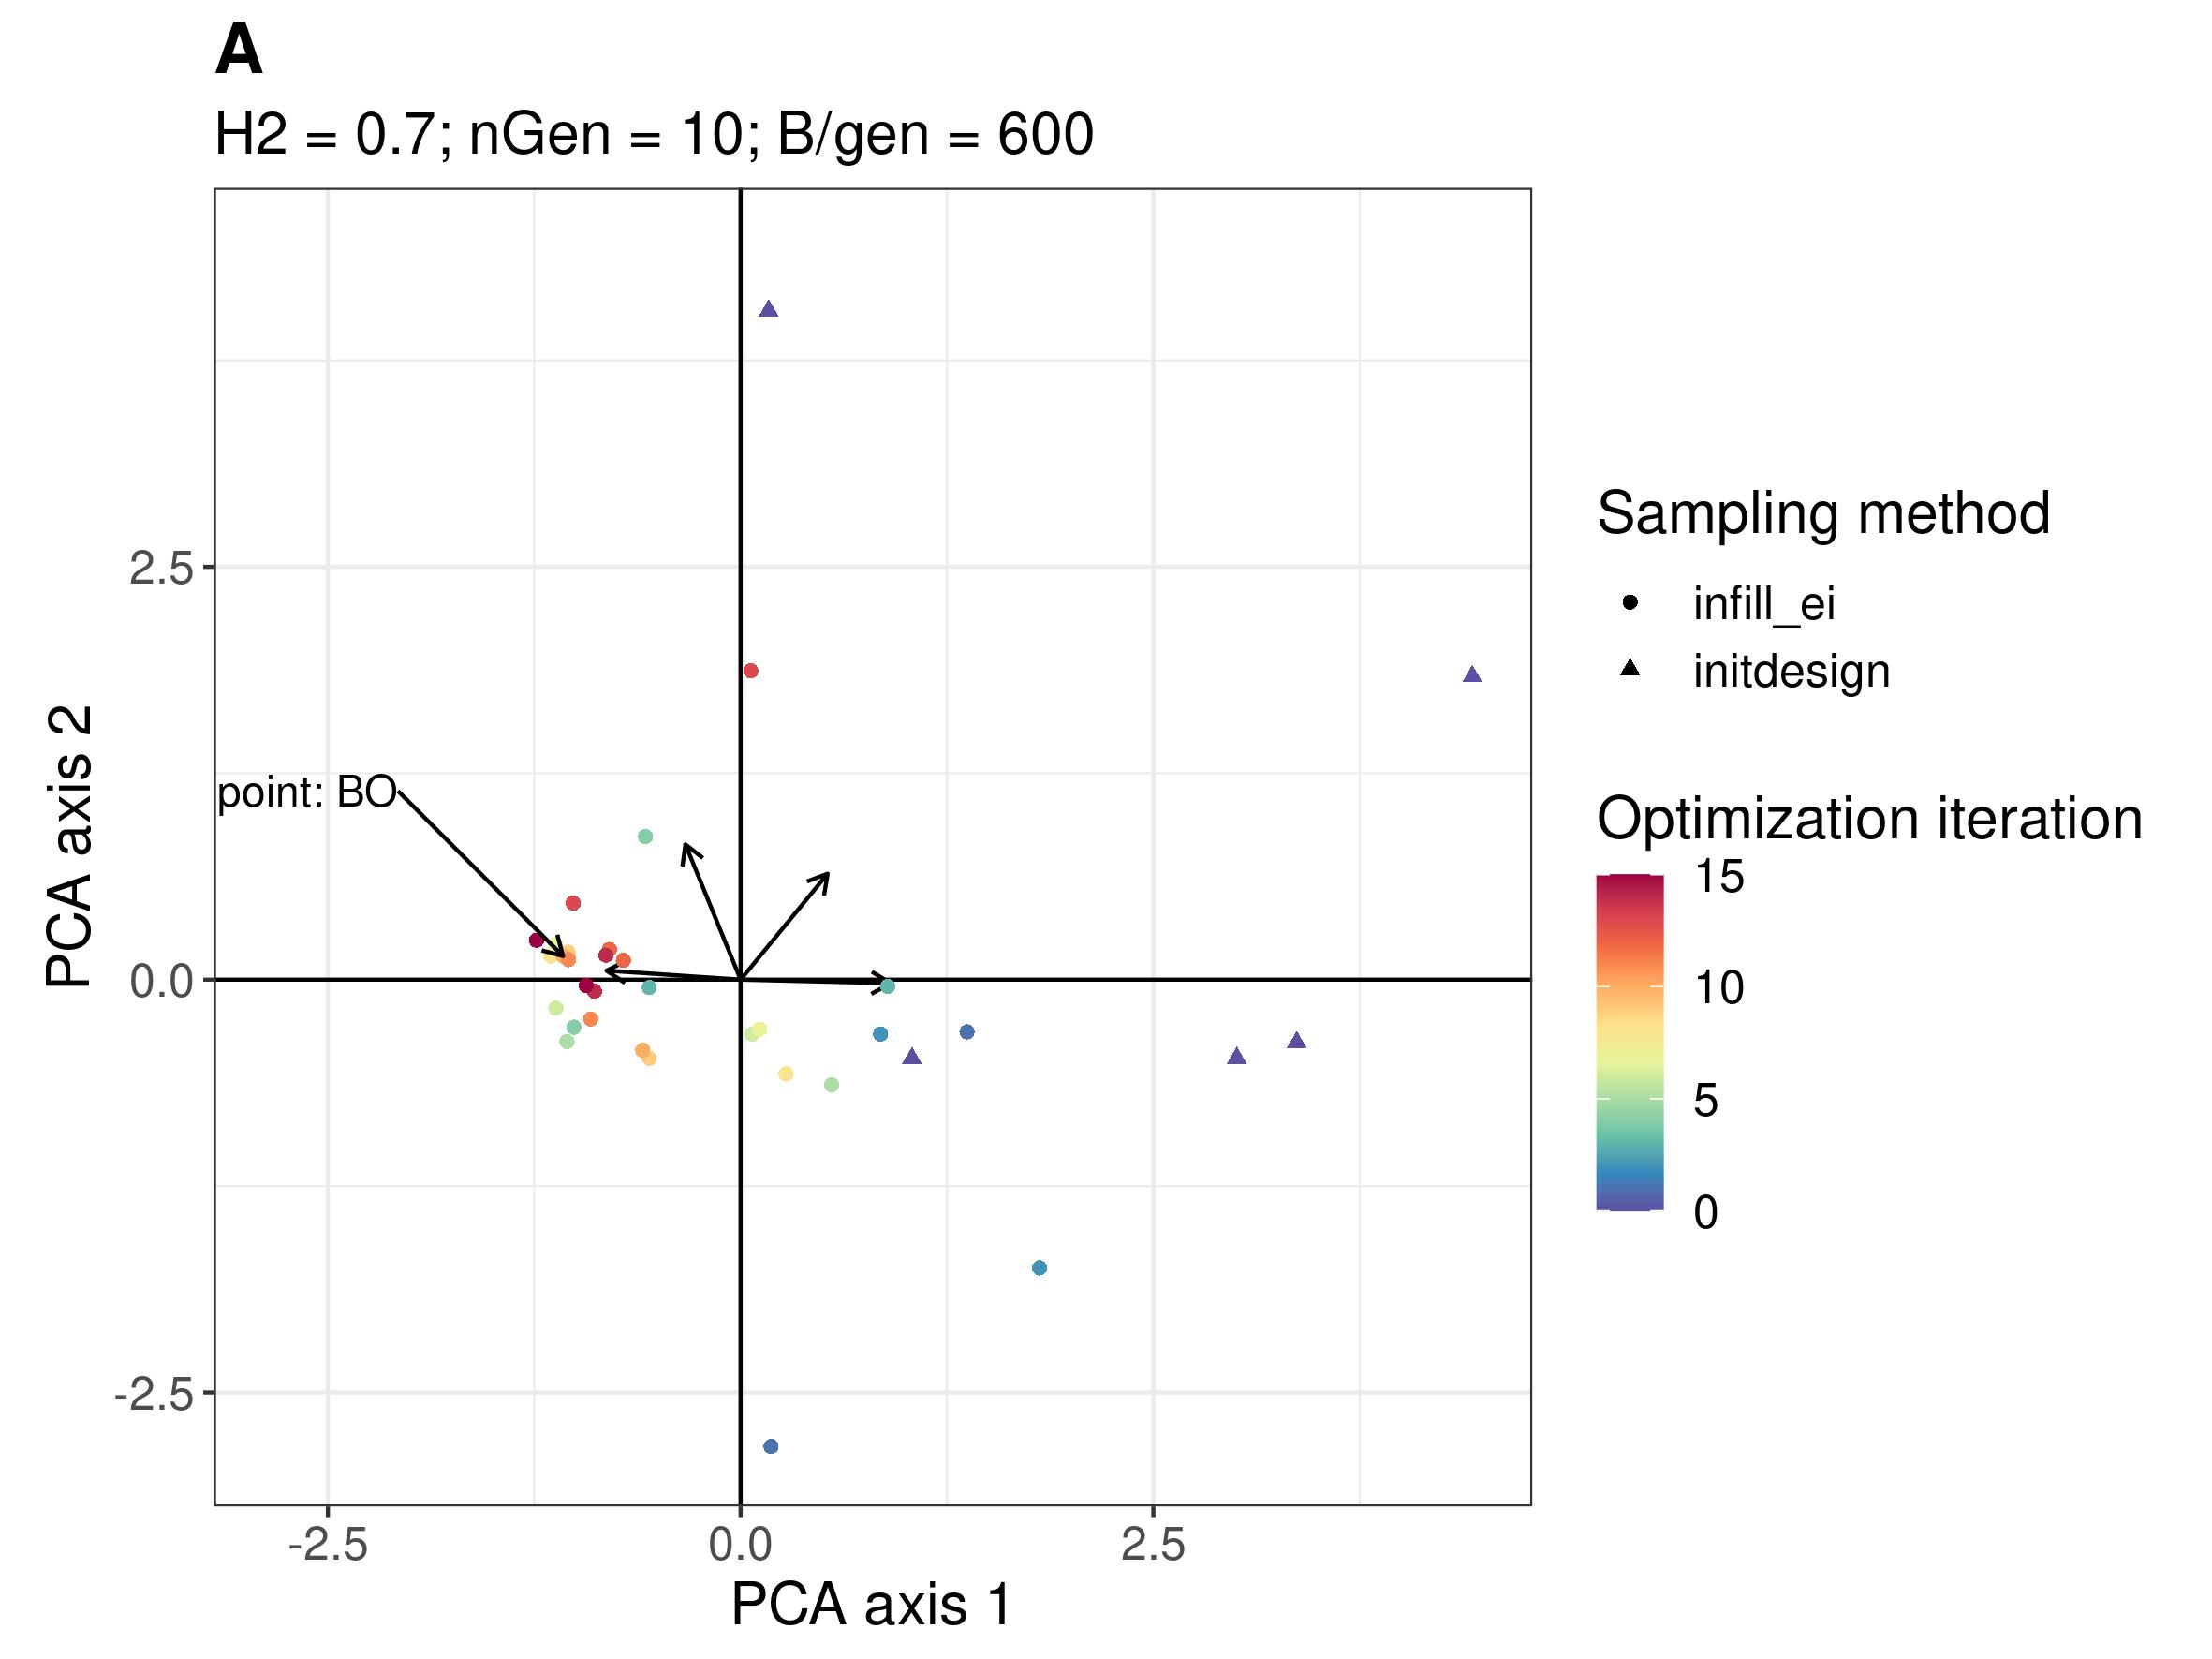 A
H2 = 0.7; nGen = 10; B/gen = 600
PCA axis 2
2.5
0.0
-2.5
point: BO
-2.5
0.0
2.5
PCA axis 1
Sampling method
infill_ei
initdesign
Optimization iteration
15
10
5
0